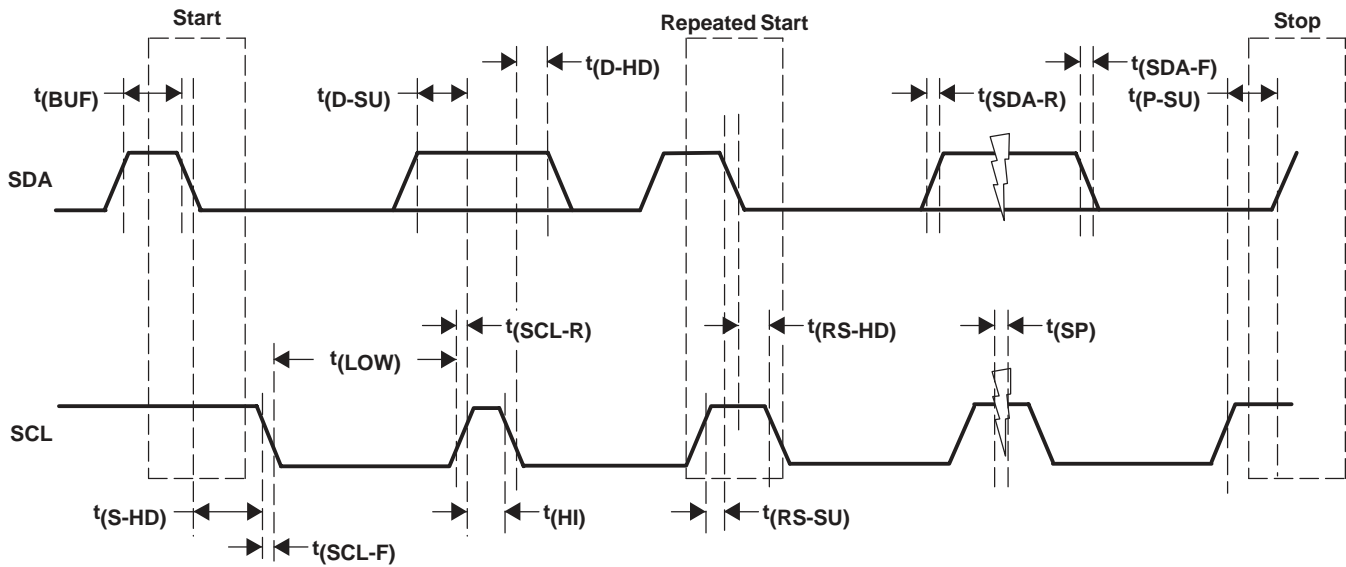 Start
Repeated Start
Stop
t(BUF)
t(D-SU)
t(D-HD)
t(SDA-R)
t(SDA-F)
t(P-SU)
SDA
t(LOW)
t(SCL-R)
t(RS-HD)
t(SP)
SCL
t(S-HD)
t(SCL-F)
t(HI)
t(RS-SU)